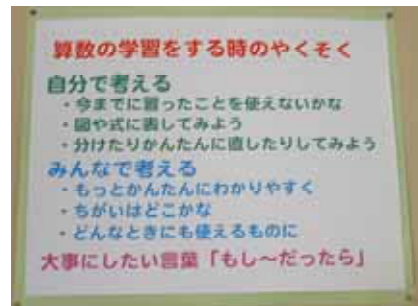 算数の学習をする時のやくそく
自分で考える
・今までに習ったことを使えないかな
・図や式に表してみよう
・分けたりかんたんに直したりしてみよう
みんなで考える
・もっとかんたんにわかりやすく
・ちがいはどこかな
・どんなときにも使えるものに
大事にしたい言葉「もし～だったら」